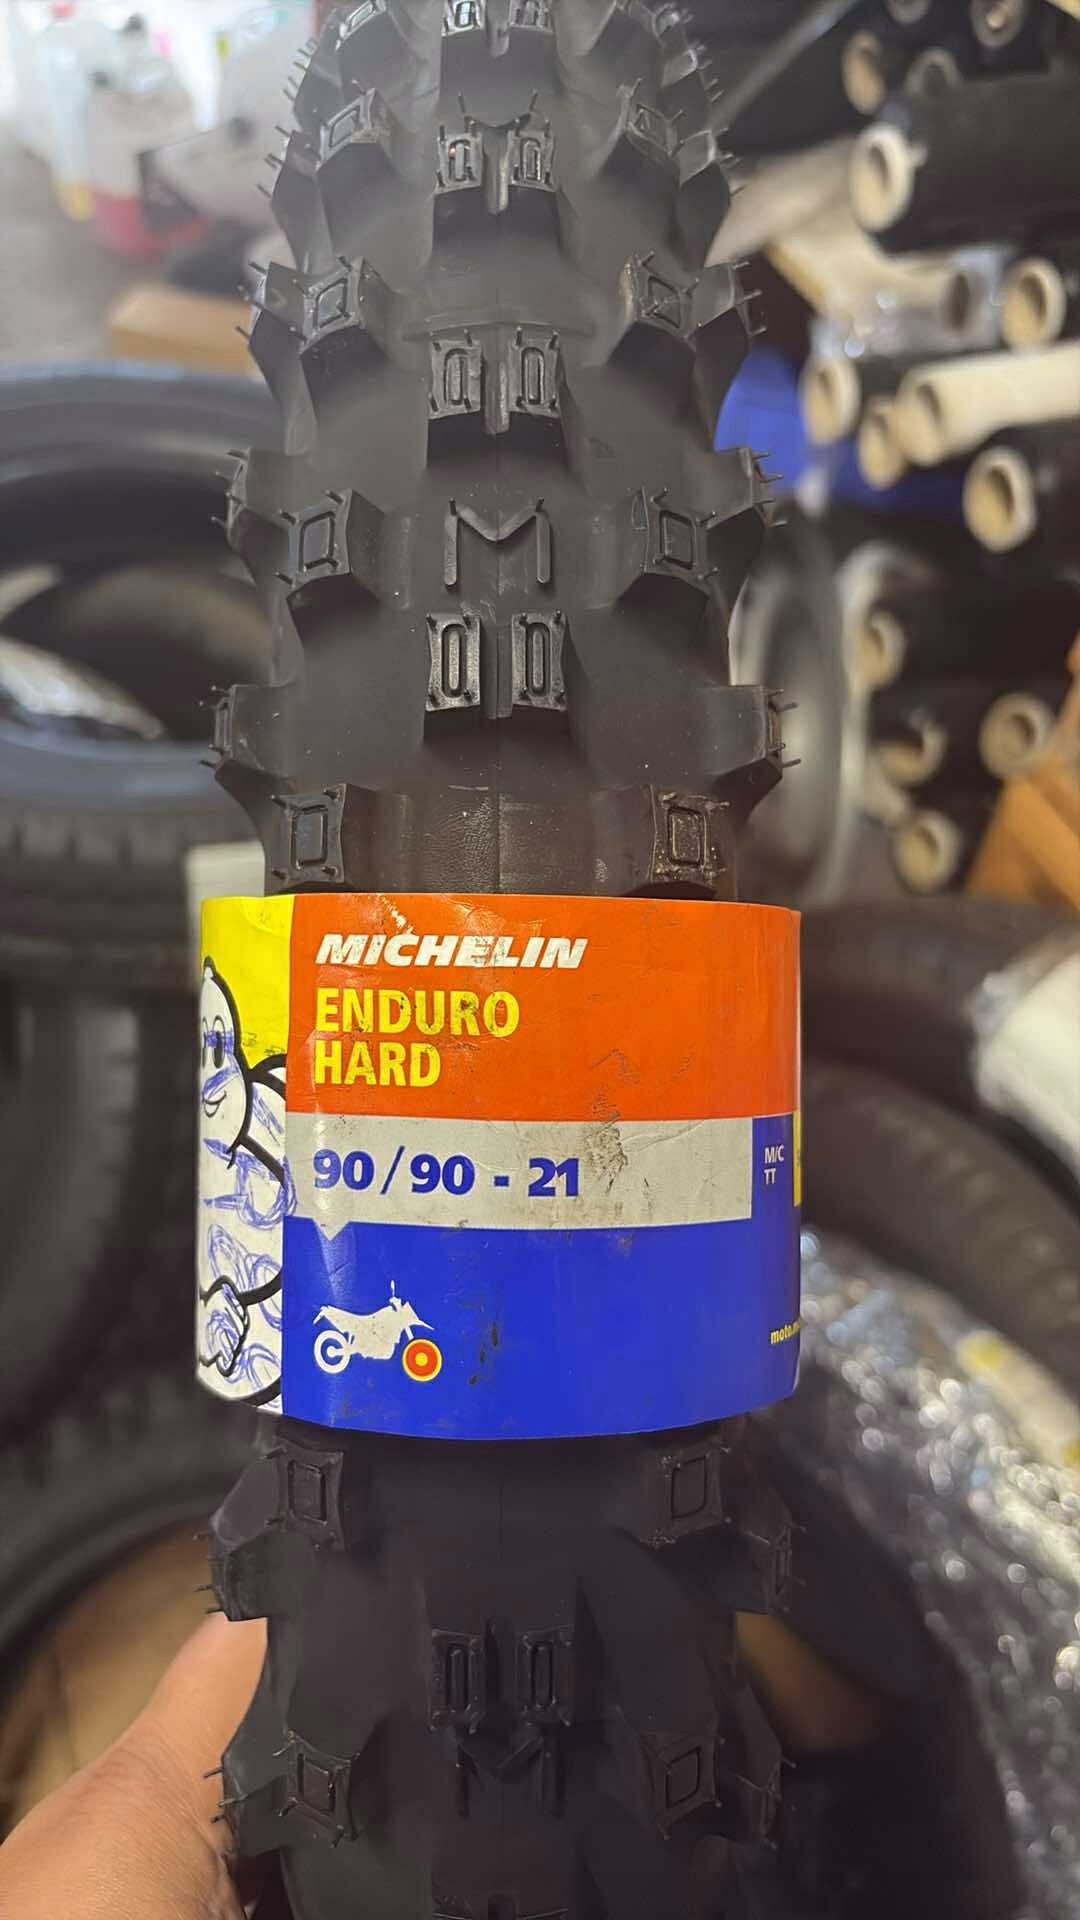 M
MICHELIN
ENDURO
HARD
90/90 - 21
M/C
TT
M